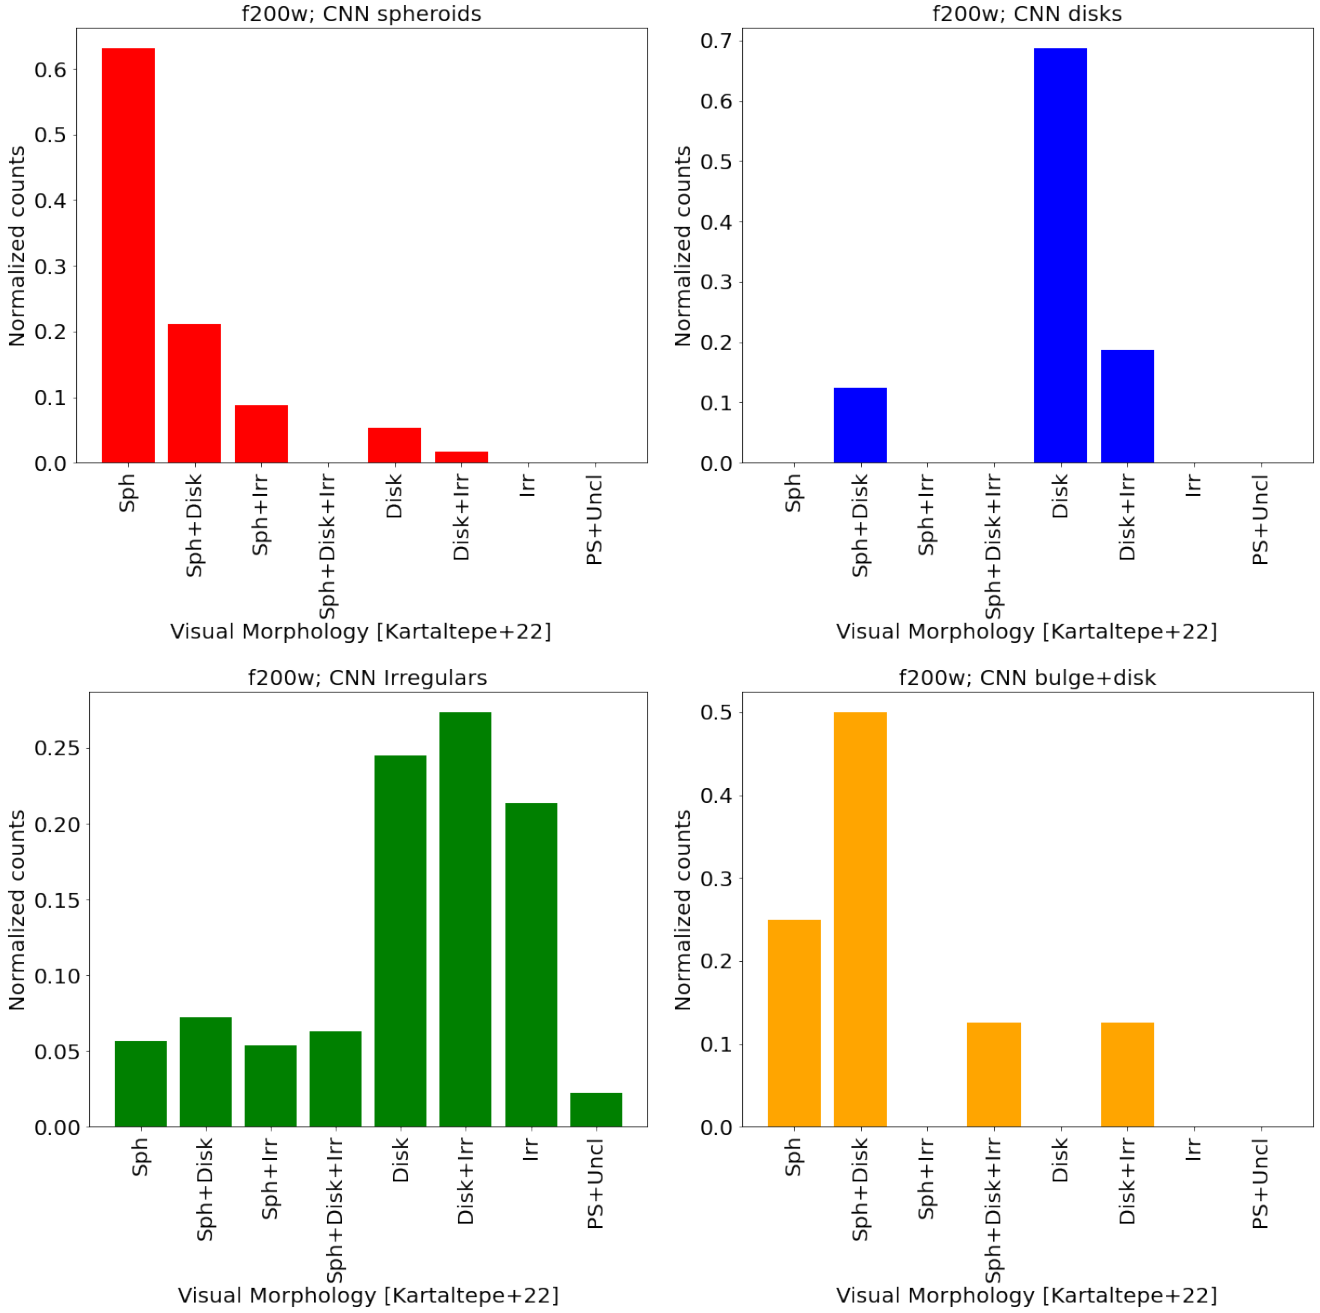 f200w; CNN spheroids
Normalized counts
0.6
0.5
0.4
0.3
0.2
0.1
0.0
Sph
Sph+Disk
Sph+Irr
Sph+Disk+Irr
Disk
Disk+Irr
Irr
PS+Uncl
Visual Morphology [Kartaltepe+22]
f200w; CNN disks
Normalized counts
0.7
0.6
0.5
0.4
0.3
0.2
0.1
0.0
Sph
Sph+Disk
Sph+Irr
Sph+Disk+Irr
Disk
Disk+Irr
Irr
PS+Uncl
Visual Morphology [Kartaltepe+22]
f200w; CNN Irregulars
Normalized counts
0.25
0.20
0.15
0.10
0.05
0.00
Sph
Sph+Disk
Sph+Irr
Sph+Disk+Irr
Disk
Disk+Irr
Irr
PS+Uncl
Visual Morphology [Kartaltepe+22]
f200w; CNN bulge+disk
Normalized counts
0.5
0.4
0.3
0.2
0.1
0.0
Sph
Sph+Disk
Sph+Irr
Sph+Disk+Irr
Disk
Disk+Irr
Irr
PS+Uncl
Visual Morphology [Kartaltepe+22]